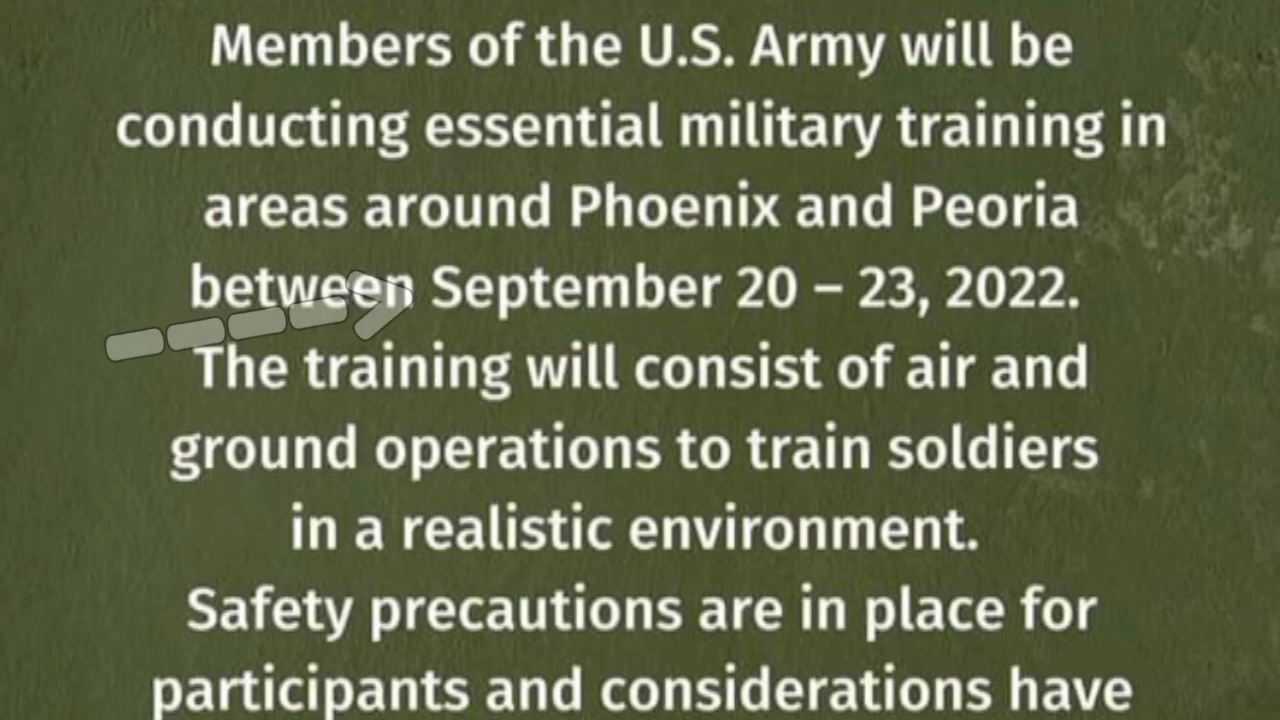 Members of the U.S. Army will be
conducting essential military training in
areas around Phoenix and Peoria
between September 20 – 23, 2022.
The training will consist of air and
ground operations to train soldiers
in a realistic environment.
Safety precautions are in place for
participants and considerations have